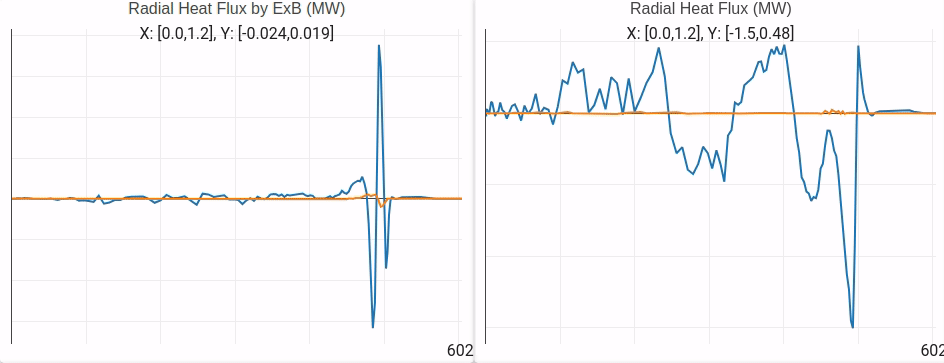 Radial Heat Flux by ExB (MW)
X: [0.0,1.2], Y: [-0.024,0.019]
602
Radial Heat Flux (MW)
X: [0.0,1.2], Y: [-1.5,0.48]
602